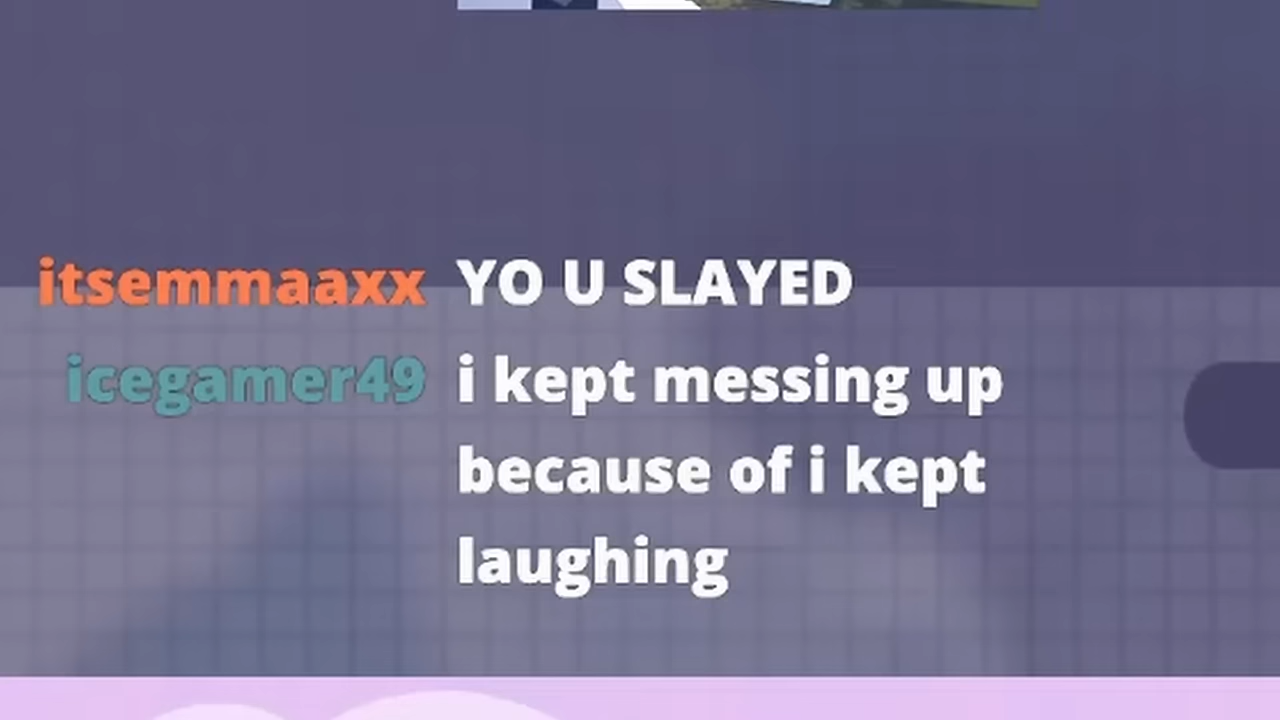 itsemmaaxx YO U SLAYED
icegamer49 i kept messing up
because of i kept
laughing